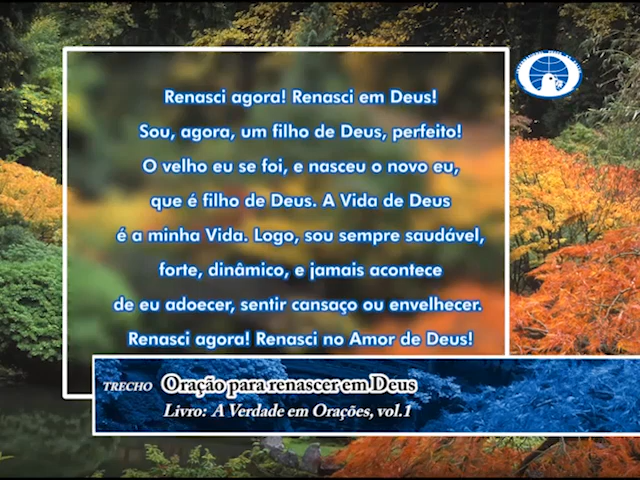 Renasci agora! Renasci em Deus!
Sou, agora, um filho de Deus, perfeito!
O velho eu se foi, e nasceu o novo eu,
que é filho de Deus. A Vida de Deus
é a minha Vida. Logo, sou sempre saudável,
forte, dinâmico, e jamais acontece
de eu adoecer, sentir cansaço ou envelhecer.
Renasci agora! Renasci no Amor de Deus!
TRECHO Oração para renascer em Deus
Livro: A Verdade em Orações, vol.1